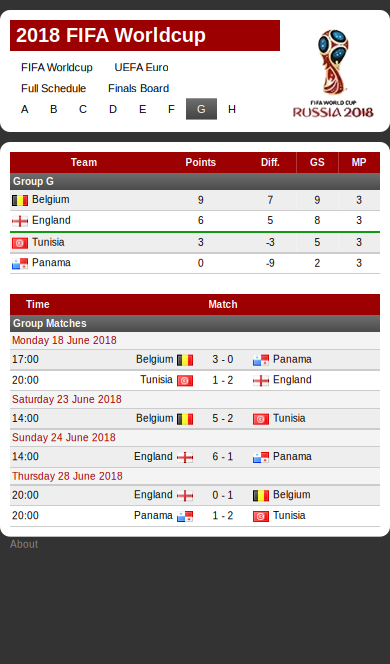 2018 FIFA Worldcup
FIFA Worldcup UEFA Euro
Full Schedule Finals Board
A B C D E F G H
FIFA WORLD CUP
RUSSIA 2018
Team Points Diff. GS MP
Group G
Belgium 9 7 9 3
England 6 5 8 3
Tunisia 3 -3 5 3
Panama 0 -9 2 3
Time Match
Group Matches
Monday 18 June 2018
17:00 Belgium 3 - 0 Panama
20:00 Tunisia 1 - 2 England
Saturday 23 June 2018
14:00 Belgium 5 - 2 Tunisia
Sunday 24 June 2018
14:00 England 6 - 1 Panama
Thursday 28 June 2018
20:00 England 0 - 1 Belgium
20:00 Panama 1 - 2 Tunisia
About